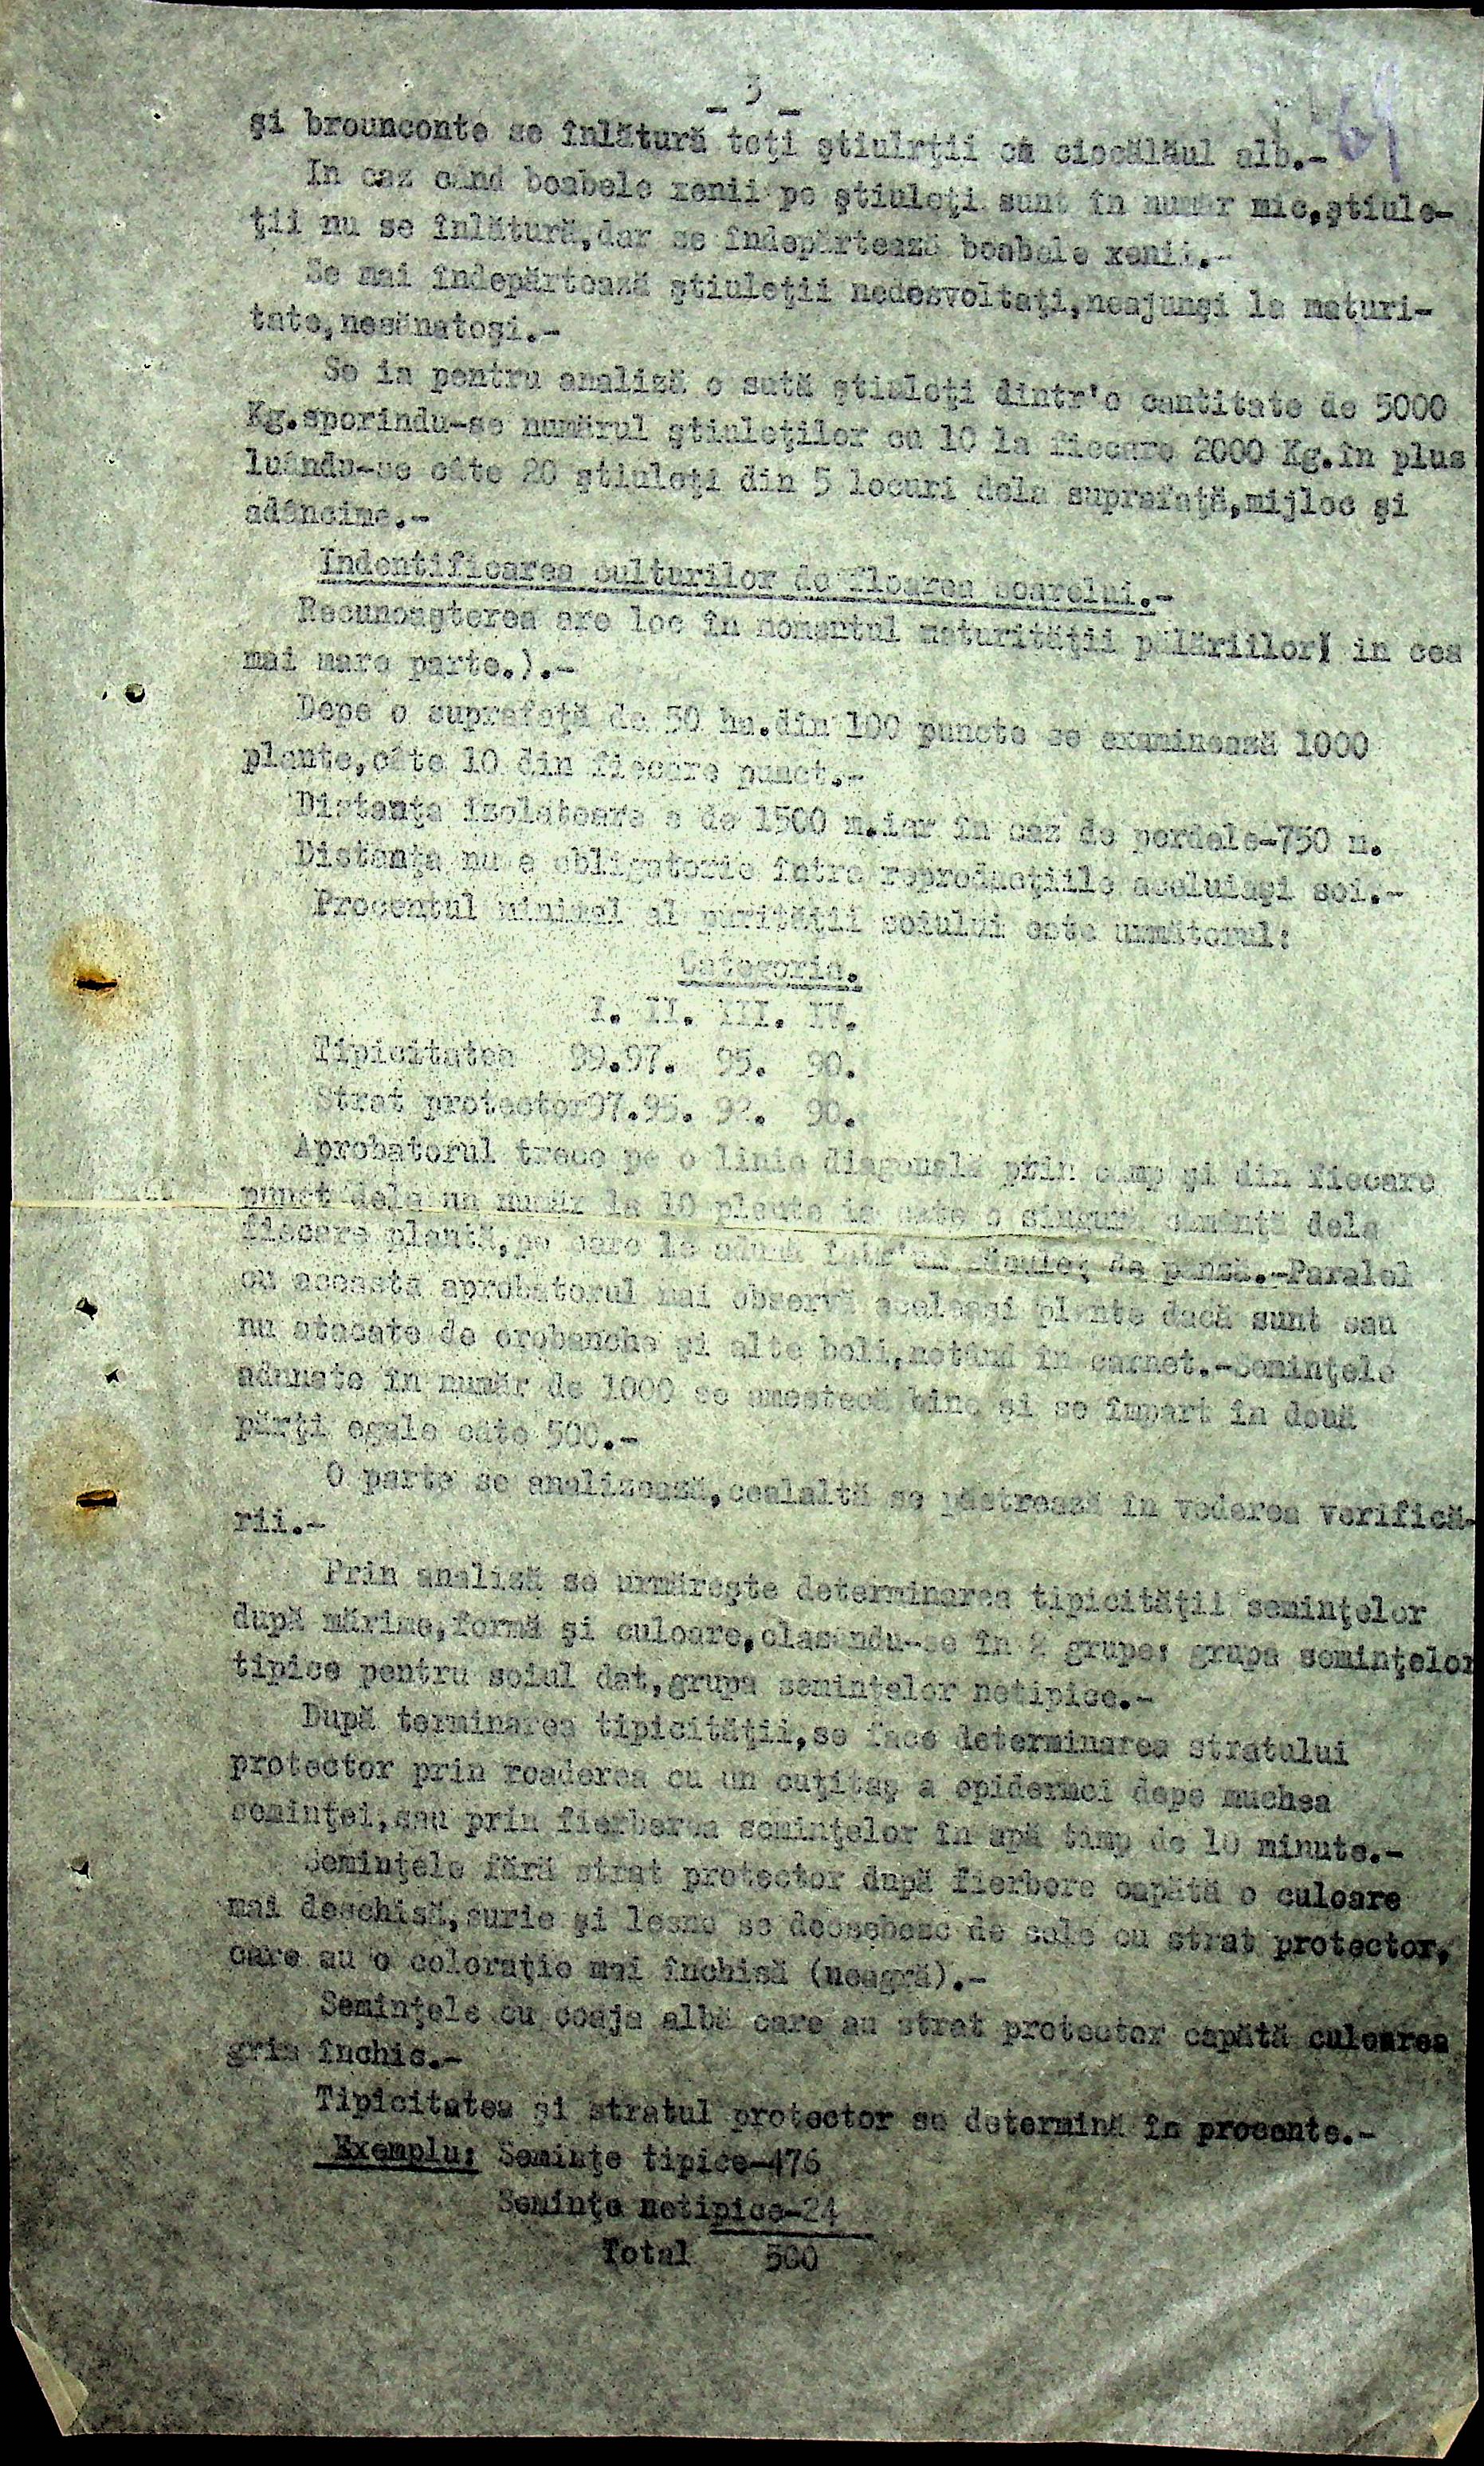 - 3 -
64
şi brounconte se înlătură toţi ştiulrţii cu ciocălăul alb.-
In caz cand boabele xenii pe ştiuleţi sunt în număr mic,ştiule-
ţii nu se înlătură,dar se îndepărtează boabele xenii.-
Se mai îndepărtează ştiuleţii nedesvoltaţi,neajunşi la maturi-
tate,nesănatoşi.-
Se ia pentru analiză o sută ştiuleţi dintr'o cantitate de 5000
Kg.sporindu-se numărul ştiuleţilor cu 10 la fiecare 2000 Kg.în plus
luându-se câte 20 ştiuleţi din 5 locuri dela suprafaţă,mijloc şi
adâncime.-
Indentificarea culturilor de floarea soarelui.-
Recunoaşterea are loc în momentul maturităţii pălăriilor( in cea
mai mare parte.).-
Depe o suprafaţă de 50 ha.din 100 puncte se examinează 1000
plante,câte 10 din fiecare punct.-
Distanţa izolatoare e de 1500 m.iar în caz de perdele-750 m.
Distanţa nu e obligatorie între reproducţiile aceluiaşi soi.-
Procentul minimal al purităţii soiului este următorul:
Categoria.
I. II. III. IV.
Tipicitatea 99.97. 95. 90.
Strat protector97.95. 92. 90.
Aprobatorul trece pe o linie diagonală prin camp şi din fiecare
punct dela un număr la 10 plante ia cate o singură sămânţă dela
fiecare plantă,pe care le adună într'un săculeţ de panză.-Paralel
cu aceasta aprobatorul mai observă aceleaşi plante dacă sunt sau
nu atacate de orobanche şi alte boli,notând în carnet.-Seminţele
adunate în număr de 1000 se amestecă bine şi se împart în două
părţi egale câte 500.-
O parte se analizează,cealaltă se păstrează în vederea verifică-
rii.-
Prin analiză se urmăreşte determinarea tipicităţii seminţelor
după mărime,formă şi culoare,clasându-se în 2 grupe: grupa seminţelor
tipice pentru soiul dat,grupa seminţelor netipice.-
După terminarea tipicităţii,se face determinarea stratului
protector prin roaderea cu un cuţitaş a epidermei depe muchea
seminţei,sau prin fierberea seminţelor în apă timp de 10 minute.-
Seminţele fără strat protector după fierbere capătă o culoare
mai deschisă,surie şi lesne se deosebesc de cele cu strat protector,
care au o coloraţie mai închisă (neagră).-
Seminţele cu coaja albă care au strat protector capătă culoarea
gris închis.-
Tipicitatea şi stratul protector se determină în procente.-
Exemplu: Seminţe tipice-476
Seminţe netipice-24
Total 500